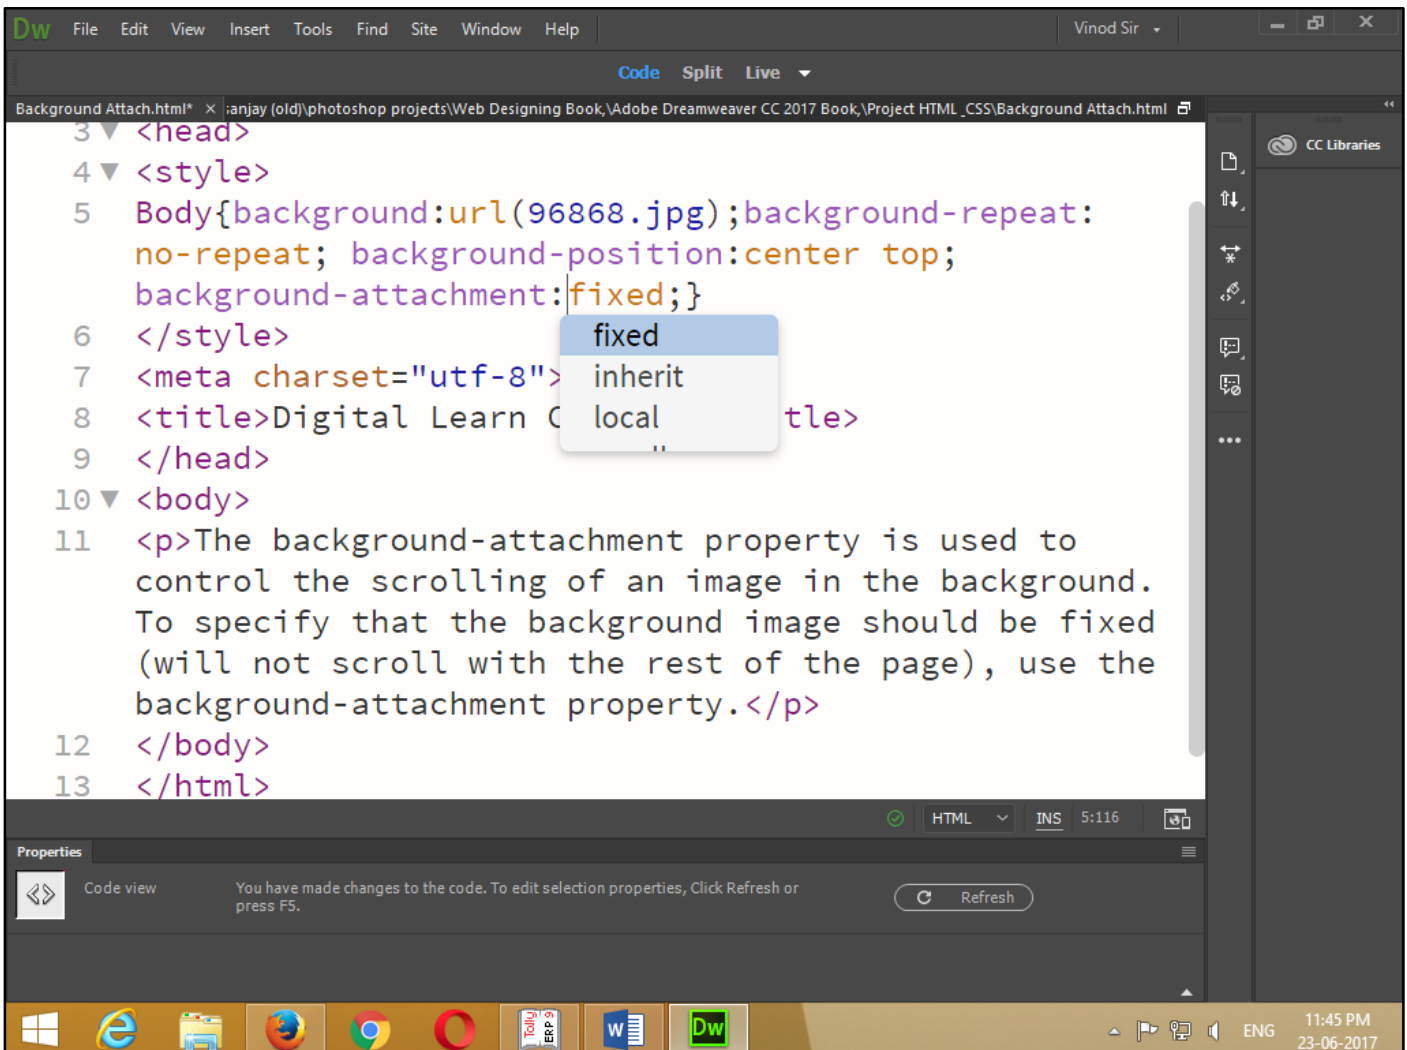 Dw File Edit View Insert Tools Find Site Window Help Vinod Sir
Code Split Live
Background Attach.html* × sanjay (old)\photoshop projects\Web Designing Book,\Adobe Dreamweaver CC 2017 Book,\Project HTML_CSS\Background Attach.html
CC Libraries
3 <head>
4 <style>
5 Body{background:url(96868.jpg);background-repeat:
no-repeat; background-position:center top;
background-attachment:fixed;}
fixed
inherit
local
6 </style>
7 <meta charset="utf-8">
8 <title>Digital Learn C tle>
9 </head>
10 <body>
11 <p>The background-attachment property is used to
control the scrolling of an image in the background.
To specify that the background image should be fixed
(will not scroll with the rest of the page), use the
background-attachment property.</p>
12 </body>
13 </html>
HTML INS 5:116
Properties
Code view
You have made changes to the code. To edit selection properties, Click Refresh or
press F5.
Refresh
Tally ERP 9
W
Dw
ENG
11:45 PM
23-06-2017